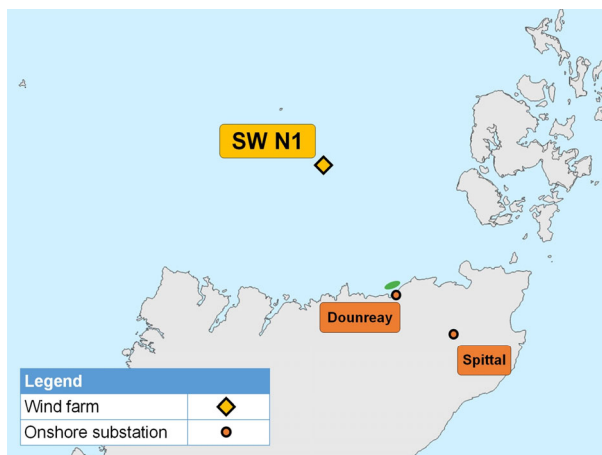 SW N1
Dounreay
Spittal
Legend
Wind farm
Onshore substation